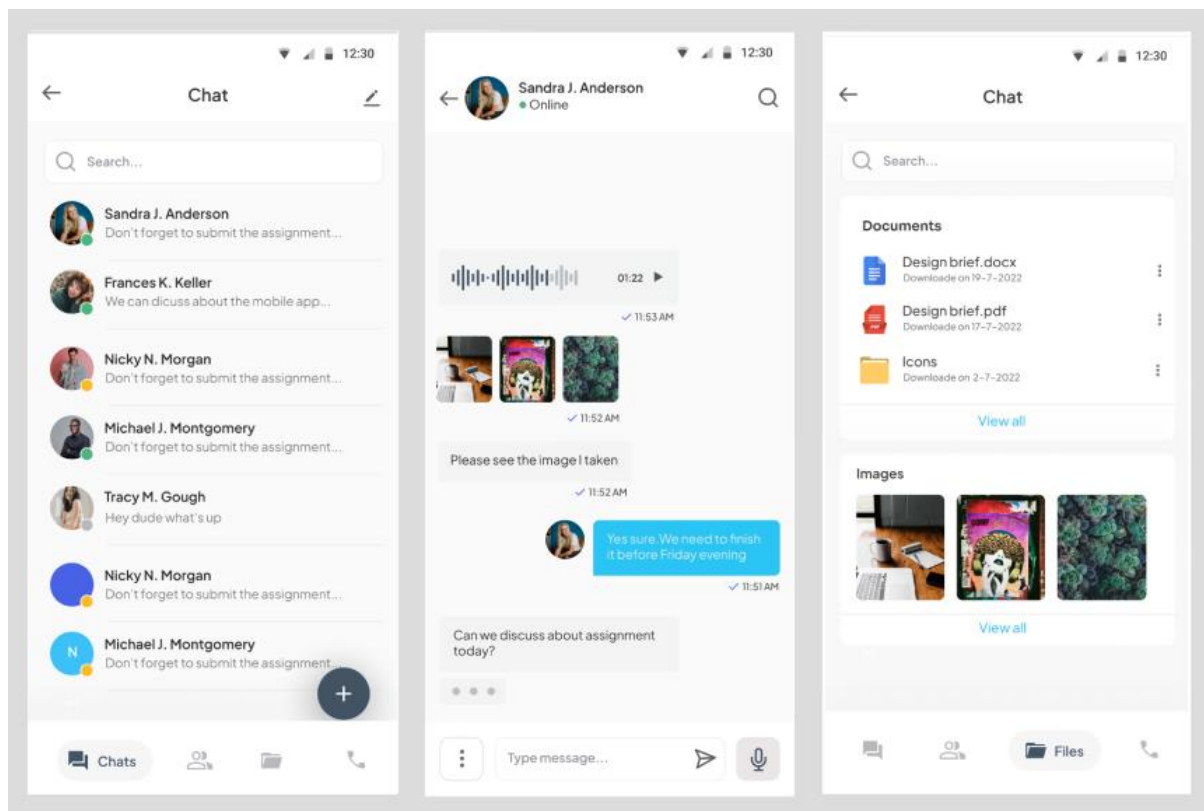 12:30
Chat
Search...
Sandra J. Anderson
Don't forget to submit the assignment...
Frances K. Keller
We can dicuss about the mobile app...
Nicky N. Morgan
Don't forget to submit the assignment...
Michael J. Montgomery
Don't forget to submit the assignment...
Tracy M. Gough
Hey dude what's up
Nicky N. Morgan
Don't forget to submit the assignment...
N
Michael J. Montgomery
Don't forget to submit the assignment...
+
Chats
12:30
Sandra J. Anderson
Online
01:22
11:53 AM
11:52 AM
Please see the image I taken
11:52 AM
Yes sure.We need to finish
it before Friday evening
11:51 AM
Can we discuss about assignment
today?
Type message...
12:30
Chat
Search...
Documents
Design brief.docx
Downloade on 19-7-2022
Design brief.pdf
Downloade on 17-7-2022
PDF
Icons
Downloade on 2-7-2022
View all
Images
View all
Files